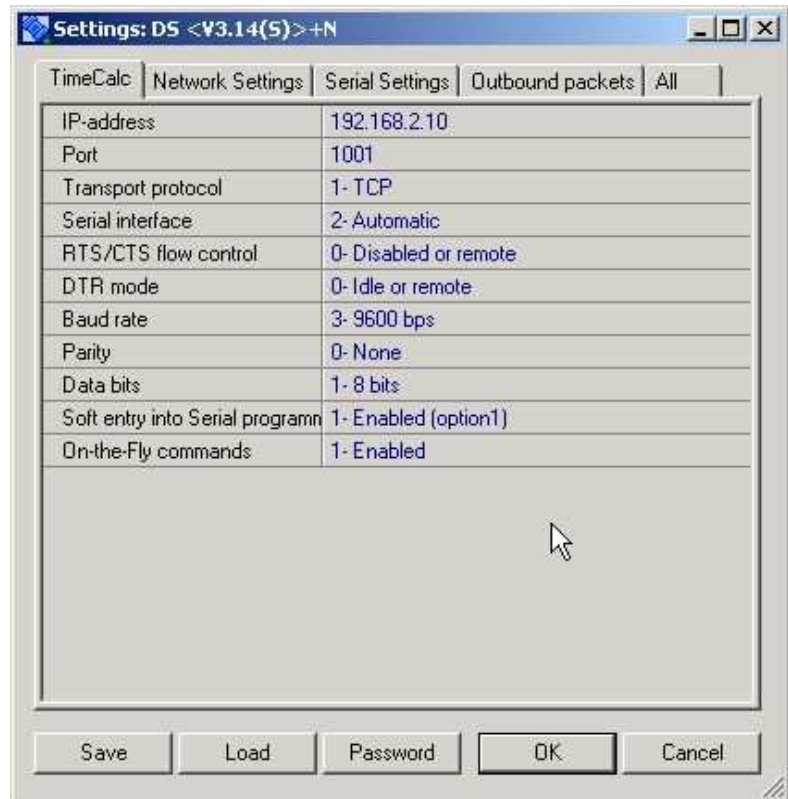 Settings: DS <V3.14(S)>+N
TimeCalc Network Settings Serial Settings Outbound packets All
IP-address 192.168.2.10
Port 1001
Transport protocol 1- TCP
Serial interface 2- Automatic
RTS/CTS flow control 0- Disabled or remote
DTR mode 0- Idle or remote
Baud rate 3- 9600 bps
Parity 0- None
Data bits 1- 8 bits
Soft entry into Serial programn 1- Enabled (option1)
On-the-Fly commands 1- Enabled
Save Load Password OK Cancel